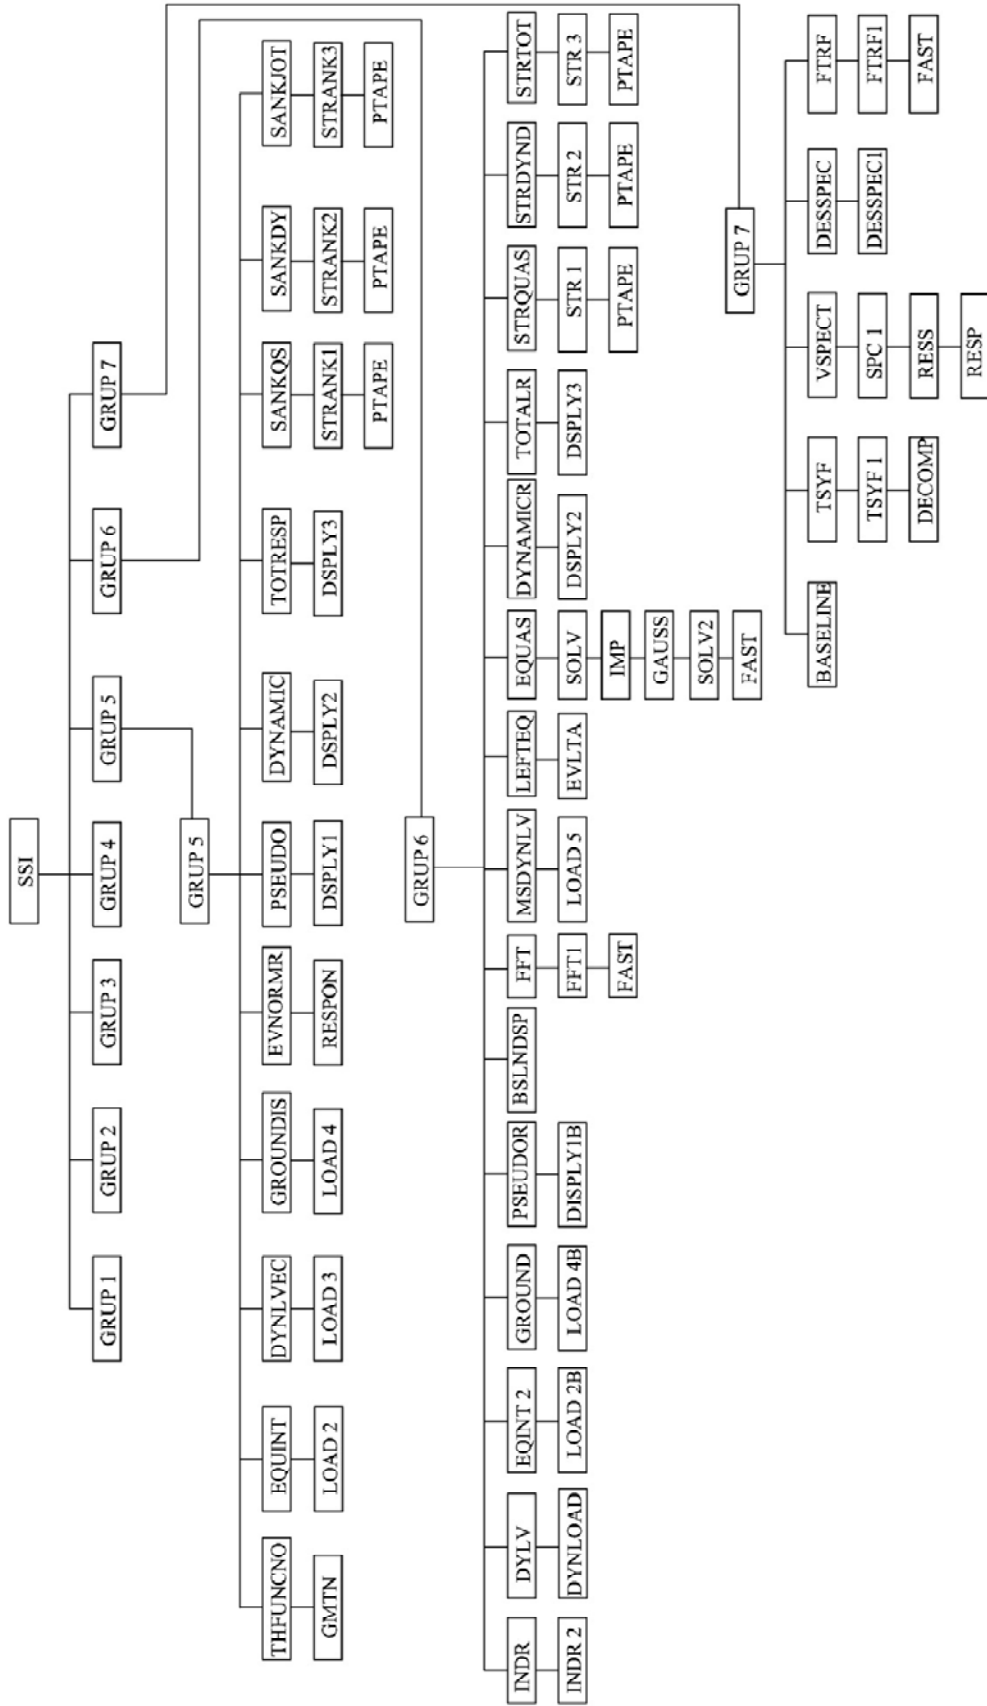 SSI
GRUP 1
GRUP 2
GRUP 3
GRUP 4
GRUP 5
GRUP 6
GRUP 7
GRUP 5
THFUNCNO
EQUINT
DYNLVEC
GROUNDIS
EVNORMR
PSEUDO
DYNAMIC
TOTRESP
SANKQS
SANKDY
SANKJOT
GMTN
LOAD 2
LOAD 3
LOAD 4
RESPON
DSPLY1
DSPLY2
DSPLY3
STRANK1
STRANK2
STRANK3
PTAPE
PTAPE
PTAPE
GRUP 6
INDR
DYLV
EQINT 2
GROUND
PSEUDOR
BSLNDSP
FFT
MSDYNLV
LEFTEQ
EQUAS
DYNAMICR
TOTALR
STRQUAS
STRDYND
STRTOT
INDR 2
DYNLOAD
LOAD 2B
LOAD 4B
DISPLY1B
FFT1
LOAD 5
EVLTA
SOLV
DSPLY2
DSPLY3
STR 1
STR 2
STR 3
FAST
IMP
PTAPE
PTAPE
PTAPE
GAUSS
SOLV2
FAST
GRUP 7
BASELINE
TSYF
VSPECT
DESSPEC
FTRF
TSYF 1
SPC 1
DESSPEC1
FTRF1
DECOMP
RESS
FAST
RESP